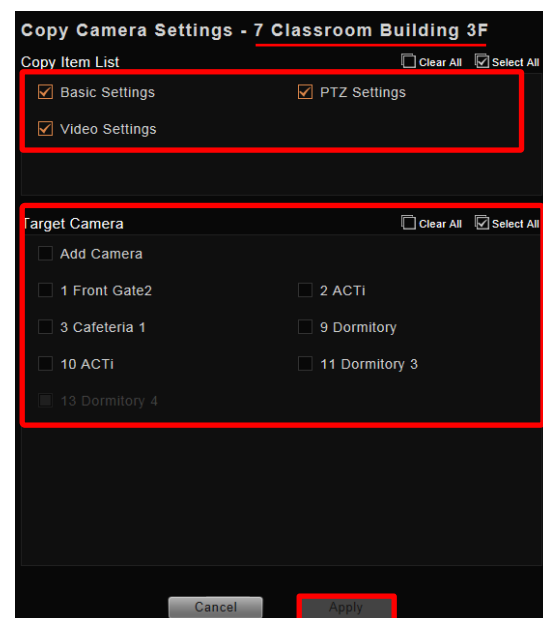 Copy Camera Settings - 7 Classroom Building 3F
Copy Item List Clear All Select All
Basic Settings PTZ Settings
Video Settings
Target Camera Clear All Select All
Add Camera
1 Front Gate2 2 ACTi
3 Cafeteria 1 9 Dormitory
10 ACTi 11 Dormitory 3
13 Dormitory 4
Cancel Apply